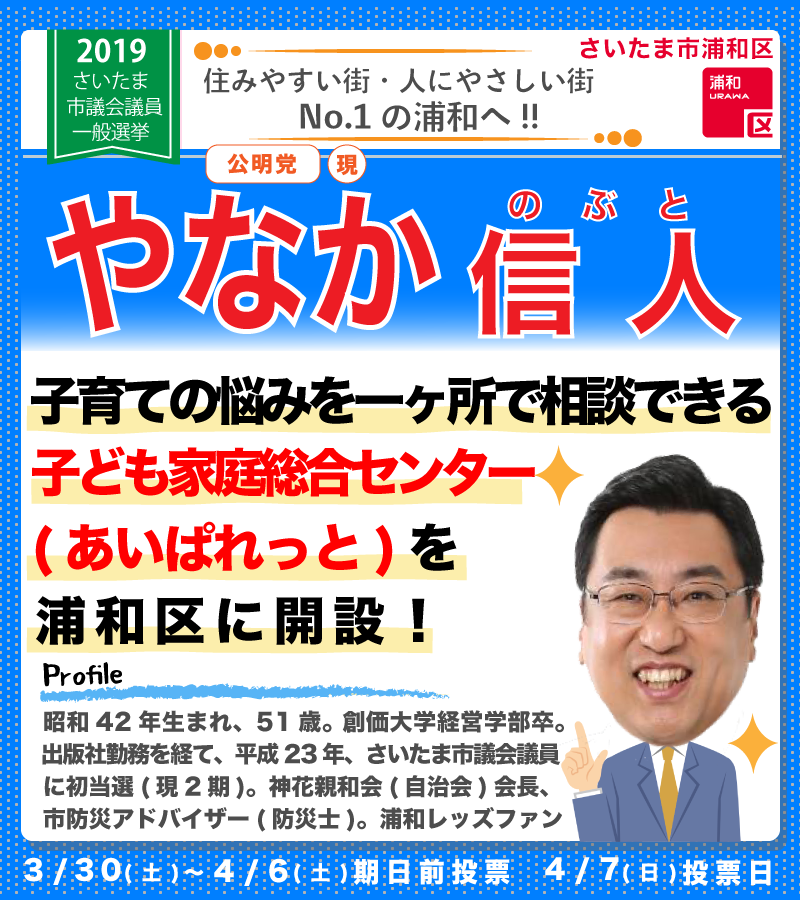 2019
さいたま
市議会議員
一般選挙
住みやすい街・人にやさしい街
No.1 の浦和へ !!
さいたま市浦和区
浦和
URAWA
区
公明党 現
のぶと
やなか 信人
子育ての悩みを一ヶ所で相談できる
子ども家庭総合センター
(あいぱれっと) を
浦和区に開設！
Profile
昭和 42 年生まれ、51 歳。創価大学経営学部卒。
出版社勤務を経て、平成 23 年、さいたま市議会議員
に初当選 (現 2 期)。神花親和会 (自治会) 会長、
市防災アドバイザー (防災士)。浦和レッズファン
3/30(土)～4/6(土)期日前投票 4/7(日)投票日